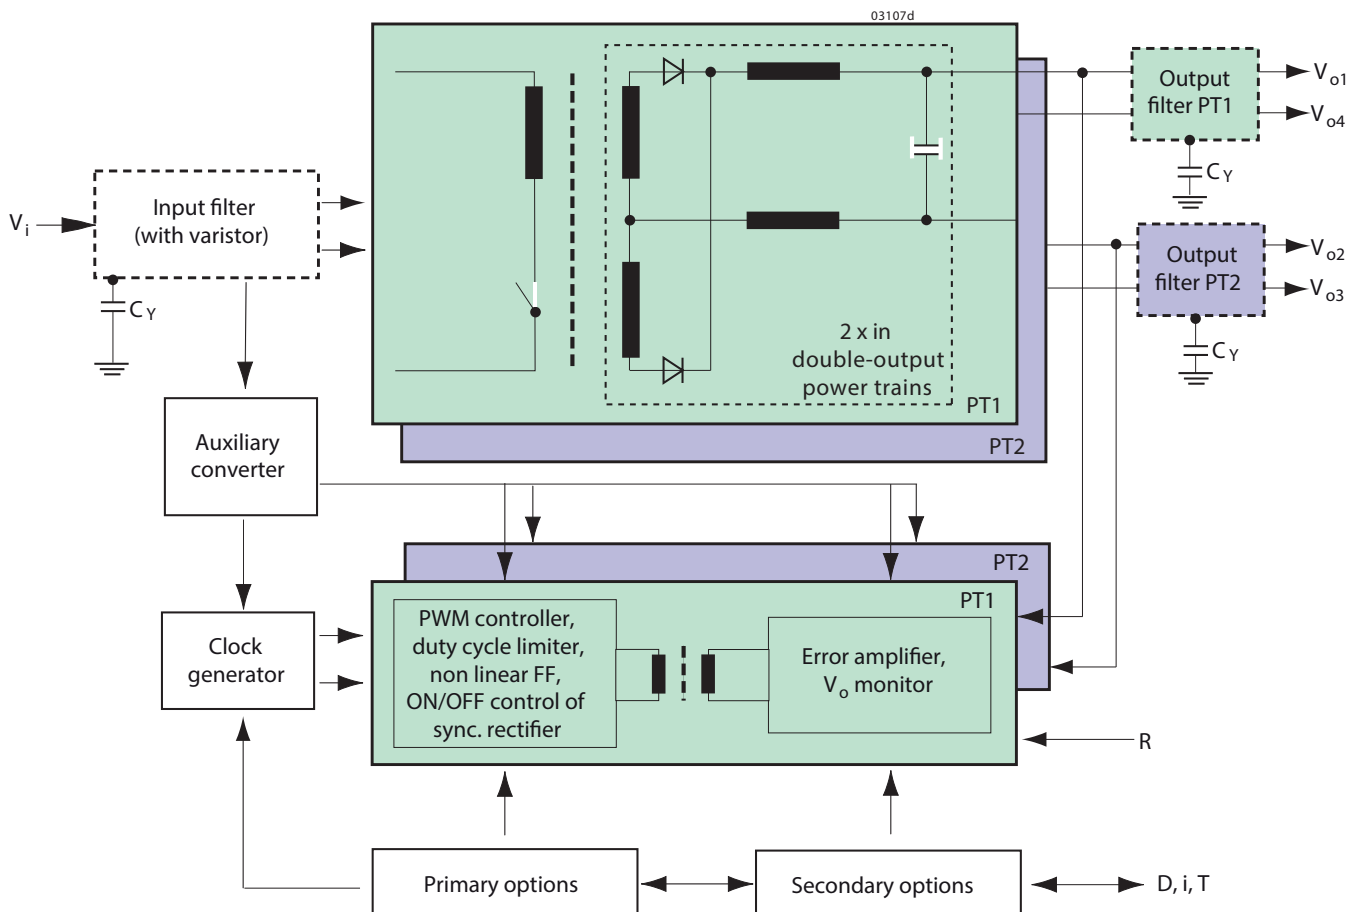 03107d
Output
filter PT1
Vo1
Vo4
CY
Input filter
(with varistor)
Vi
CY
Output
filter PT2
Vo2
Vo3
CY
2 x in
double-output
power trains
PT1
PT2
Auxiliary
converter
PT2
PT1
Clock
generator
PWM controller,
duty cycle limiter,
non linear FF,
ON/OFF control of
sync. rectifier
Error amplifier,
Vo monitor
R
Primary options
Secondary options
D, i, T